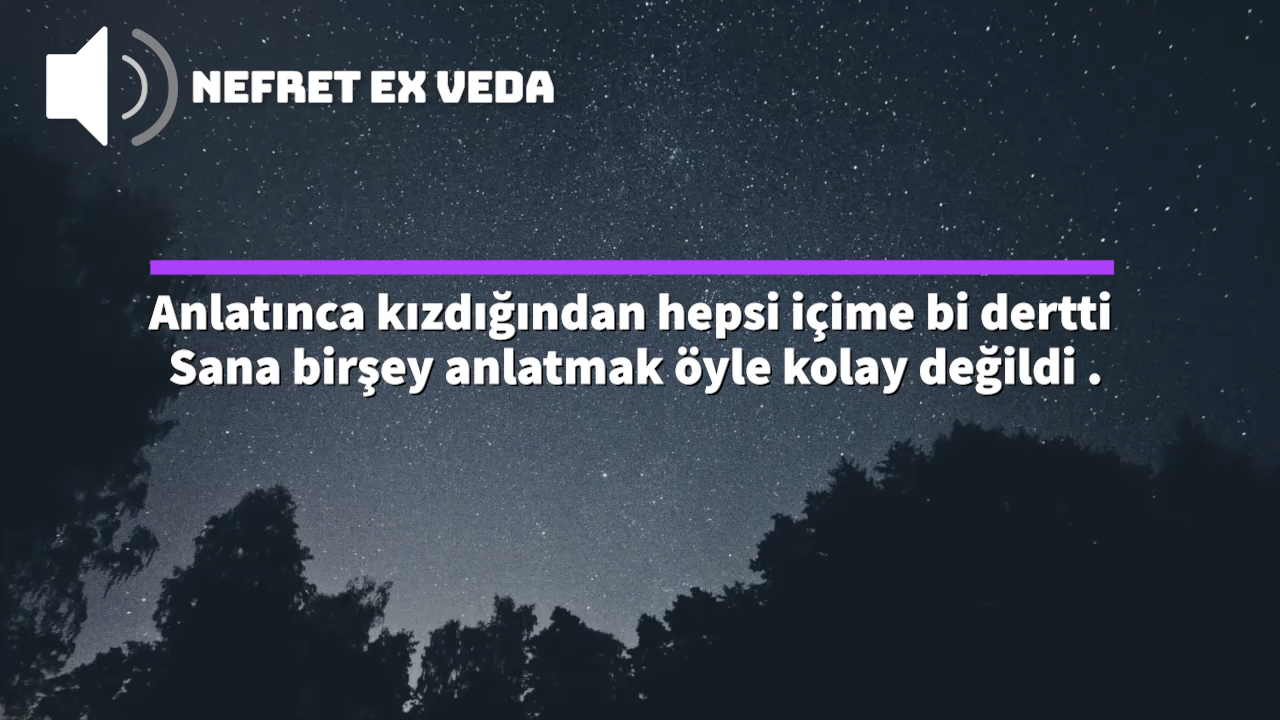 NEFRET EX VEDA
Anlatınca kızdığından hepsi içime bi dertti
Sana birşey anlatmak öyle kolay değildi .